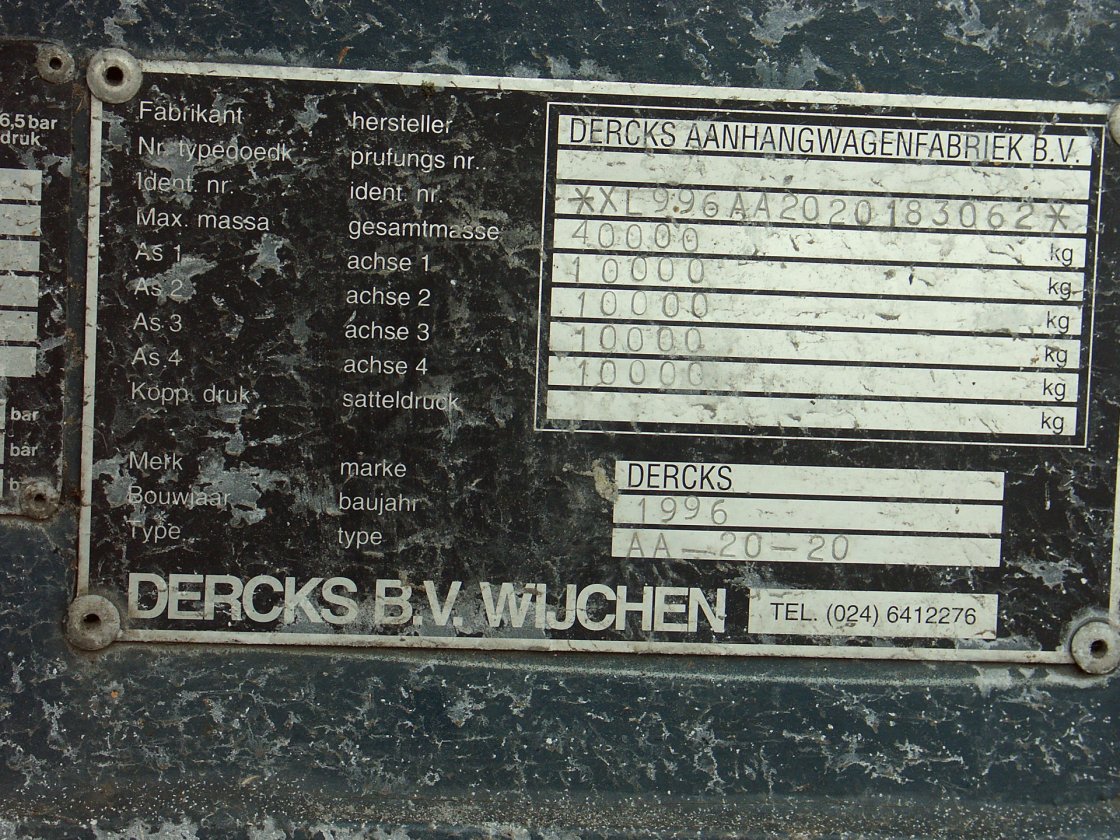 6,5 bar
druk
bar
bar
Fabrikant hersteller DERCKS AANHANGWAGENFABRIEK B.V.
Nr. typegoedk prufungs nr..
Ident. nr. ident. nr. *XL996AA2020183062*
Max. massa gesamtmasse 40000 kg
As 1 achse 1 10000 kg
As 2 achse 2 10000 kg
As 3 achse 3 10000 kg
As 4 achse 4 10000 kg
Kopp. druk satteldruck kg
Merk marke DERCKS
Bouwjaar baujahr 1996
Type type AA-20-20
DERCKS B.V. WIJCHEN TEL. (024) 6412276